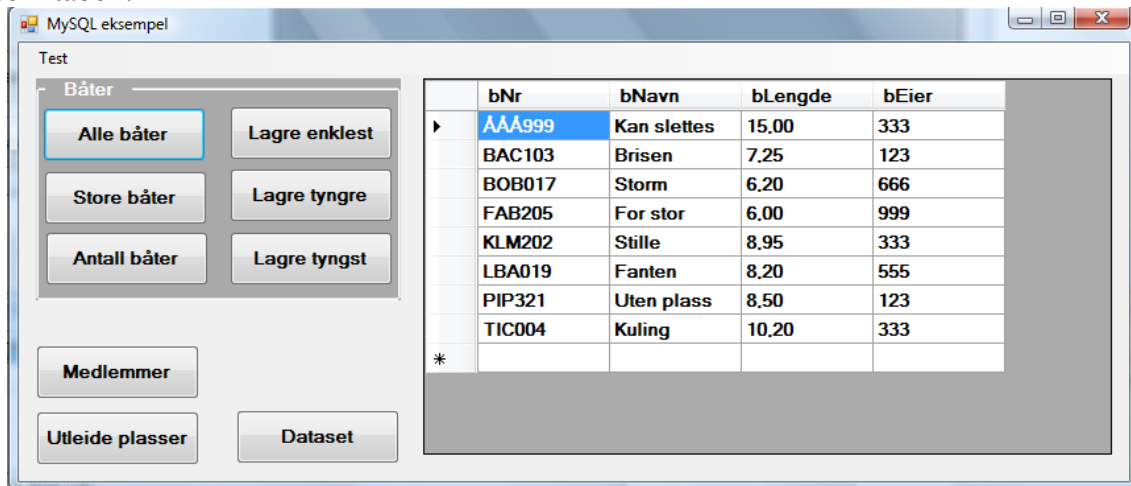 MySQL eksempel
Test
Båter
Alle båter
Lagre enklest
Store båter
Lagre tyngre
Antall båter
Lagre tyngst
Medlemmer
Utleide plasser
Dataset
bNr bNavn bLengde bEier
ÅÅÅ999 Kan slettes 15,00 333
BAC103 Brisen 7,25 123
BOB017 Storm 6,20 666
FAB205 For stor 6,00 999
KLM202 Stille 8,95 333
LBA019 Fanten 8,20 555
PIP321 Uten plass 8,50 123
TIC004 Kuling 10,20 333